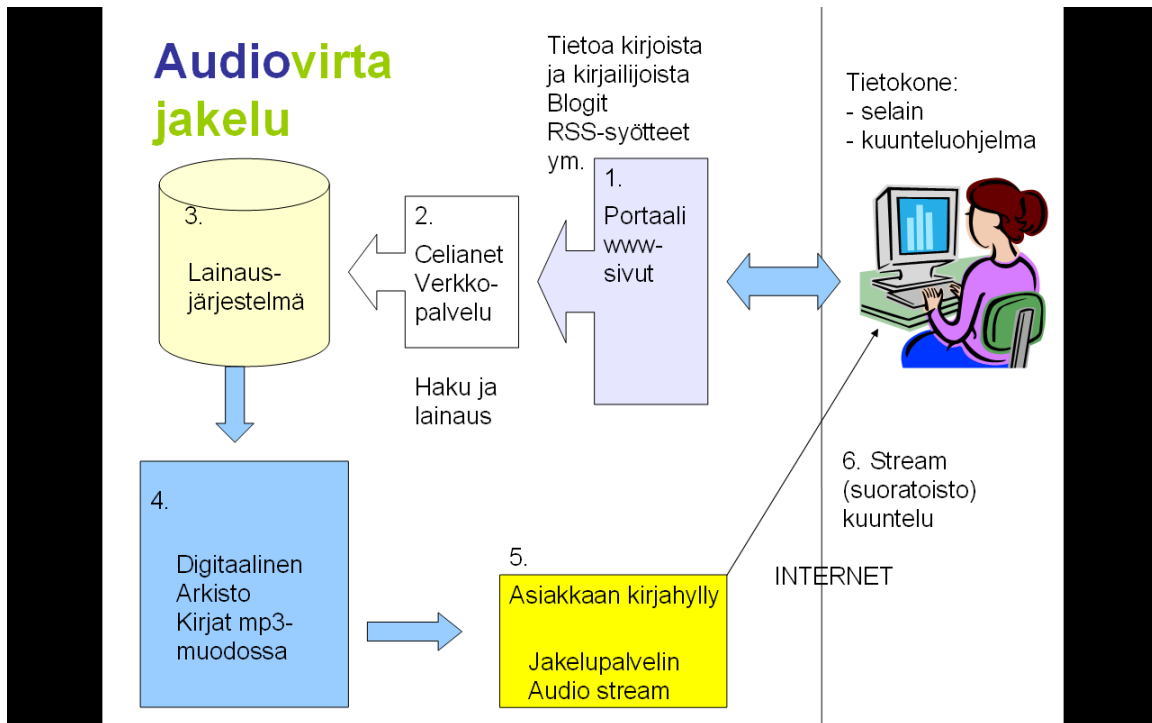 Audiovirta
jakelu
Tietoa kirjoista
ja kirjailijoista
Blogit
RSS-syötteet
ym.
Tietokone:
- selain
- kuunteluohjelma
1.
Portaali
www-
sivut
2.
Celianet
Verkko-
palvelu
Haku ja
lainaus
3.
Lainaus-
järjestelmä
4.
Digitaalinen
Arkisto
Kirjat mp3-
muodossa
5.
Asiakkaan kirjahylly
Jakelupalvelin
Audio stream
6. Stream
(suoratoisto)
kuuntelu
INTERNET